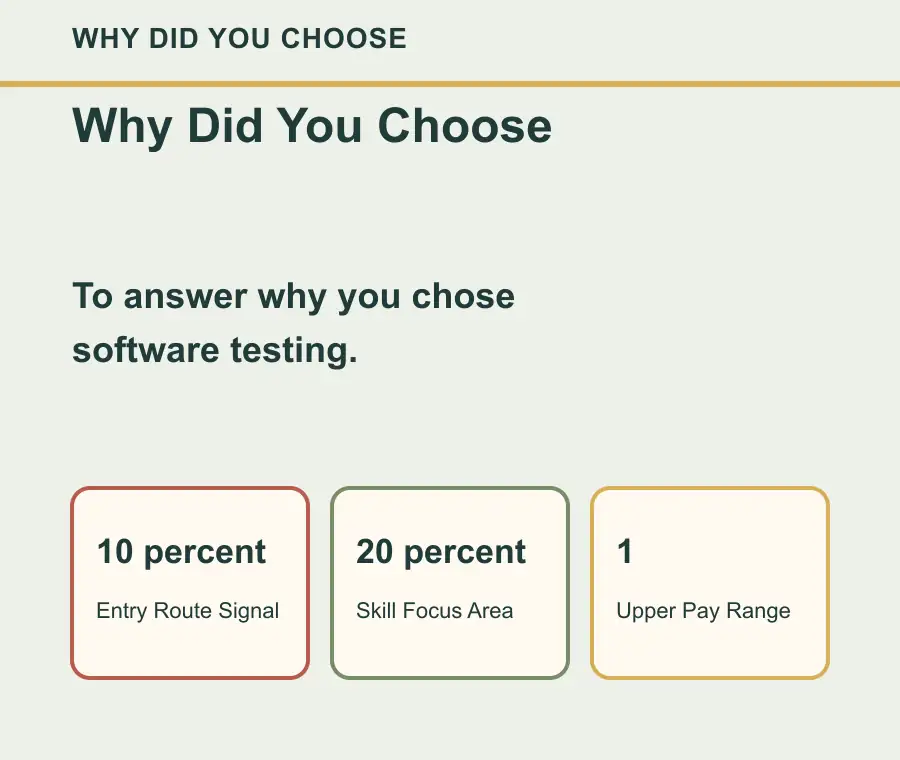 WHY DID YOU CHOOSE
Why Did You Choose
To answer why you chose
software testing.
10 percent
Entry Route Signal
20 percent
Skill Focus Area
1
Upper Pay Range